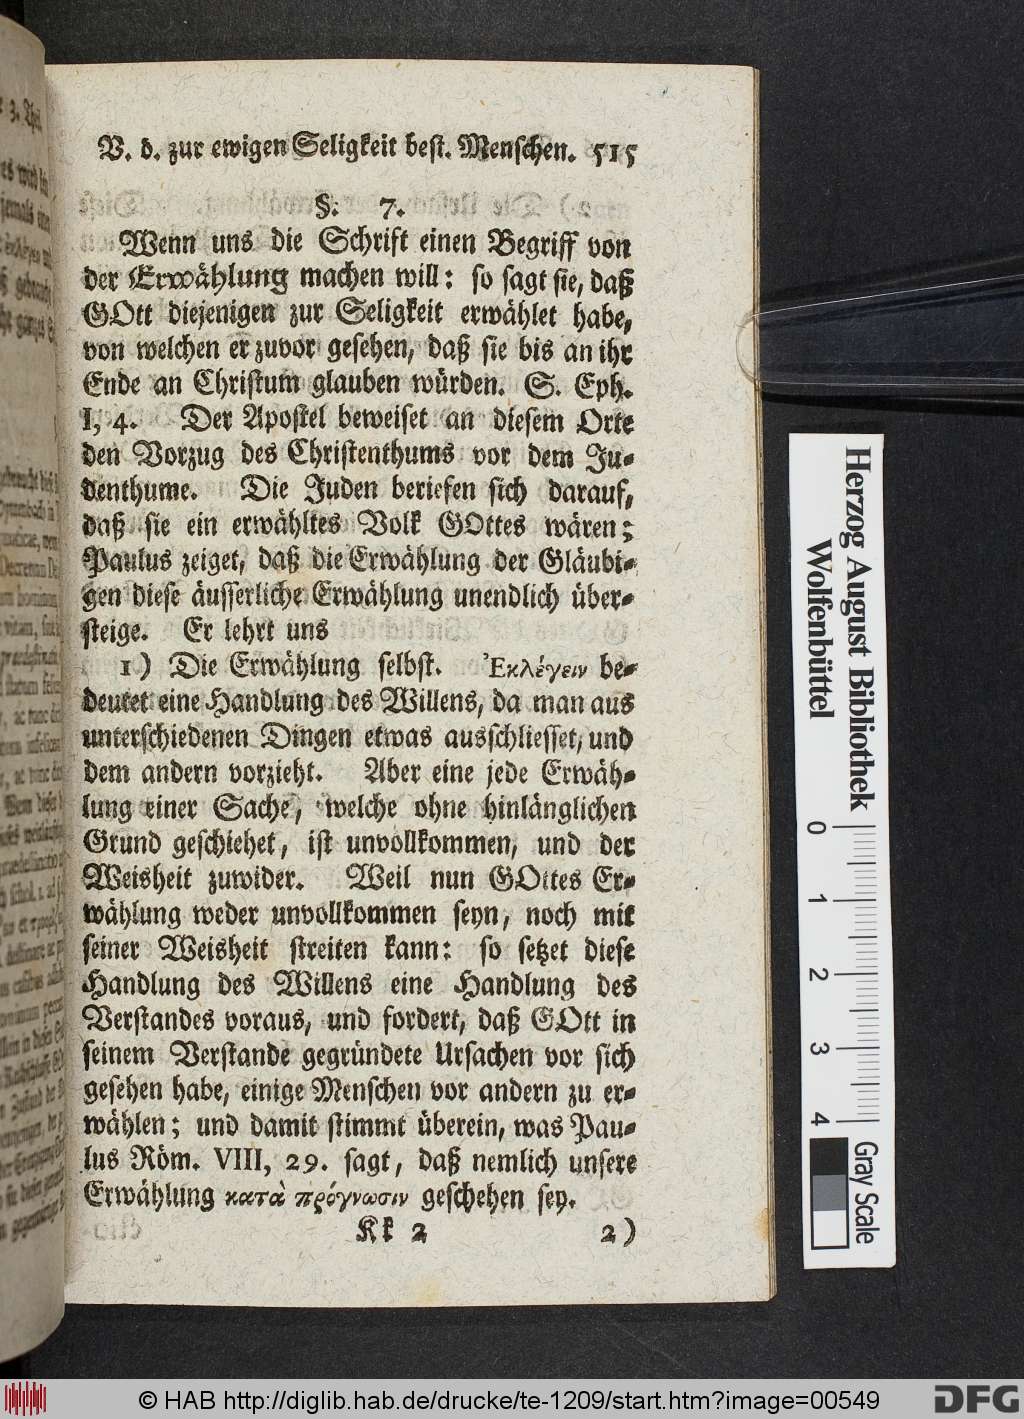 V. d. zur ewigen Seligkeit best. Menschen. 515
§. 7.
Wenn uns die Schrift einen Begriff von
der Erwählung machen will: so sagt sie, daß
GOtt diejenigen zur Seligkeit erwählet habe,
von welchen er zuvor gesehen, daß sie bis an ihr
Ende an Christum glauben würden. S. Eph.
I, 4. Der Apostel beweiset an diesem Orte
den Vorzug des Christenthums vor dem Ju-
denthume. Die Juden beriefen sich darauf,
daß sie ein erwähltes Volk GOttes wären;
Paulus zeiget, daß die Erwählung der Gläubi-
gen diese äusserliche Erwählung unendlich über-
steige. Er lehrt uns
1) Die Erwählung selbst. Ἐκλέγειν be-
deutet eine Handlung des Willens, da man aus
unterschiedenen Dingen etwas ausschliesset, und
dem andern vorzieht. Aber eine jede Erwäh-
lung einer Sache, welche ohne hinlänglichen
Grund geschiehet, ist unvollkommen, und der
Weisheit zuwider. Weil nun GOttes Er-
wählung weder unvollkommen seyn, noch mit
seiner Weisheit streiten kann: so setzet diese
Handlung des Willens eine Handlung des
Verstandes voraus, und fordert, daß GOtt in
seinem Verstande gegründete Ursachen vor sich
gesehen habe, einige Menschen vor andern zu er-
wählen; und damit stimmt überein, was Pau-
lus Röm. VIII, 29. sagt, daß nemlich unsere
Erwählung κατὰ πρόγνωσιν geschehen sey.
Kk 2 2)
Herzog August Bibliothek
Wolfenbüttel
0 1 2 3 4
Gray Scale
© HAB http://diglib.hab.de/drucke/te-1209/start.htm?image=00549
DFG